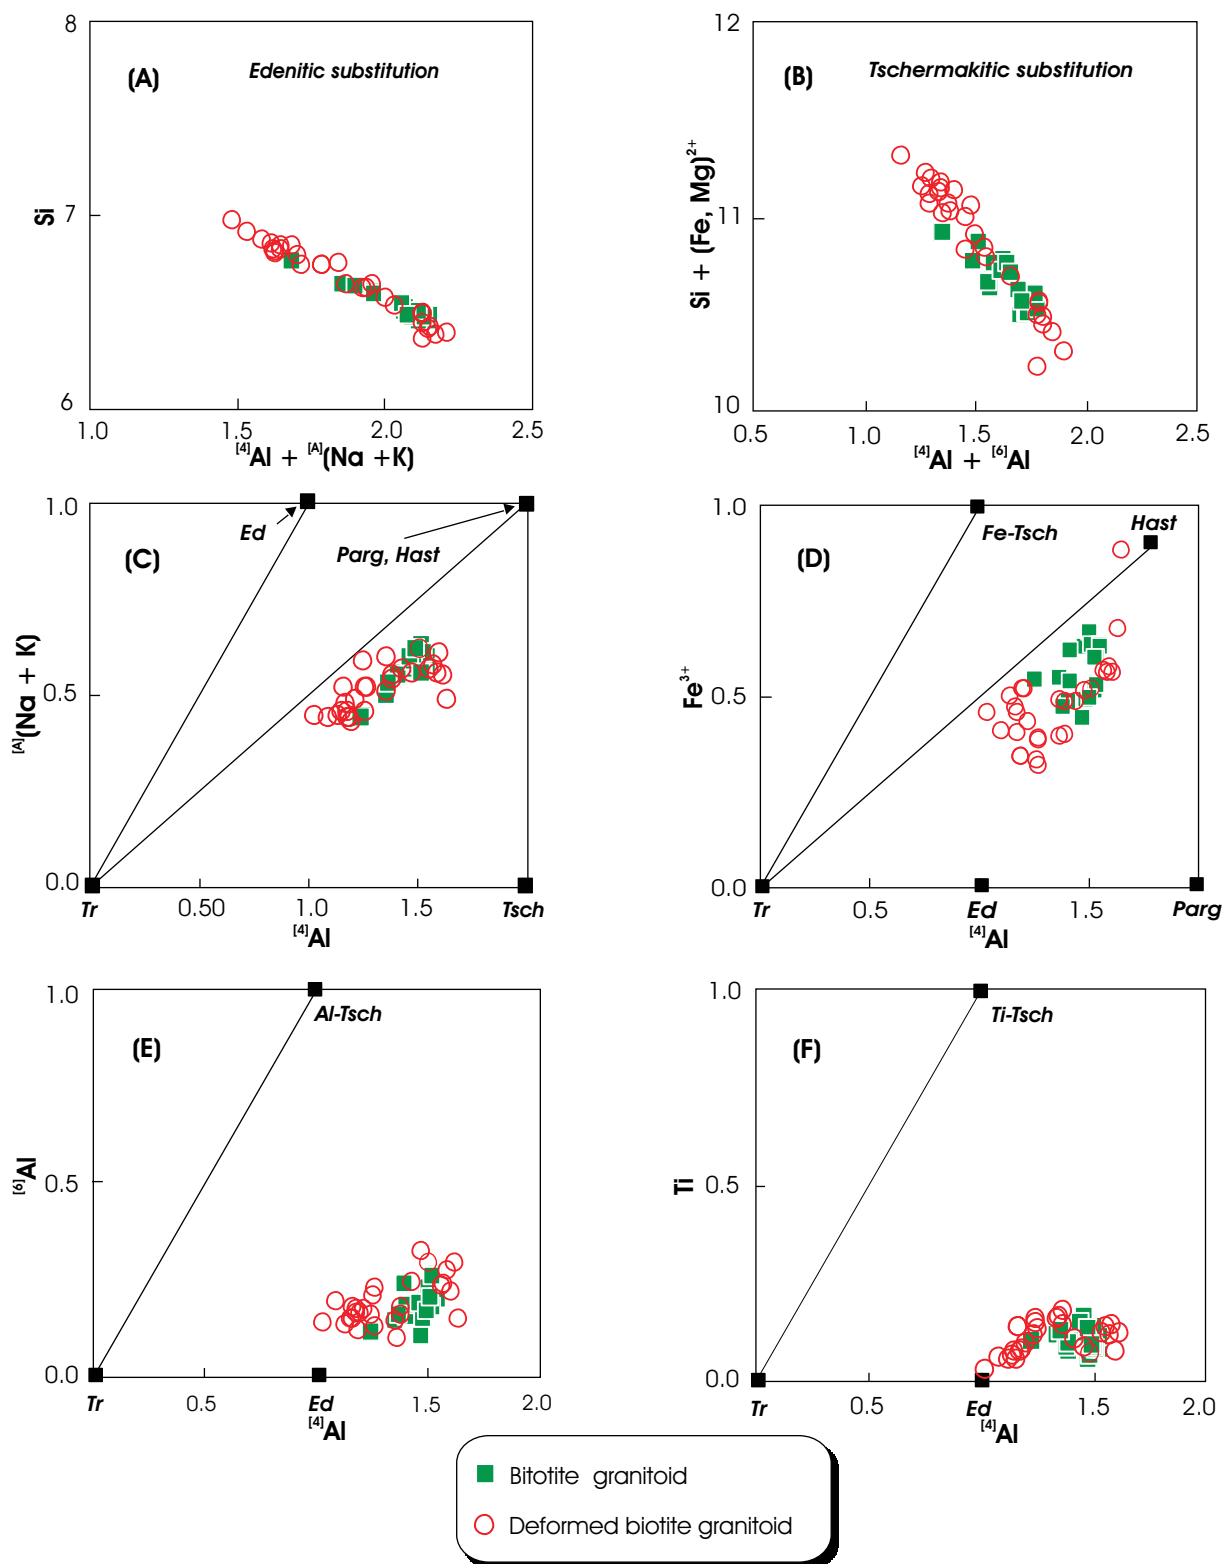 8
(A)
Edenitic substitution
Si
7
6
1.0
1.5
2.0
2.5
[4]Al + [A](Na +K)
12
(B)
Tschermakitic substitution
Si + (Fe, Mg)2+
11
10
0.5
1.0
1.5
2.0
2.5
[4]Al + [6]Al
1.0
Ed
Parg, Hast
(C)
[A](Na + K)
0.5
0.0
Tr
0.50
1.0
1.5
Tsch
[4]Al
1.0
Fe-Tsch
Hast
(D)
Fe3+
0.5
0.0
Tr
0.5
Ed
1.5
Parg
[4]Al
1.0
Al-Tsch
(E)
[6]Al
0.5
0.0
Tr
0.5
Ed
1.5
2.0
[4]Al
1.0
Ti-Tsch
(F)
Ti
0.5
0.0
Tr
0.5
Ed
1.5
2.0
[4]Al
Bitotite granitoid
Deformed biotite granitoid